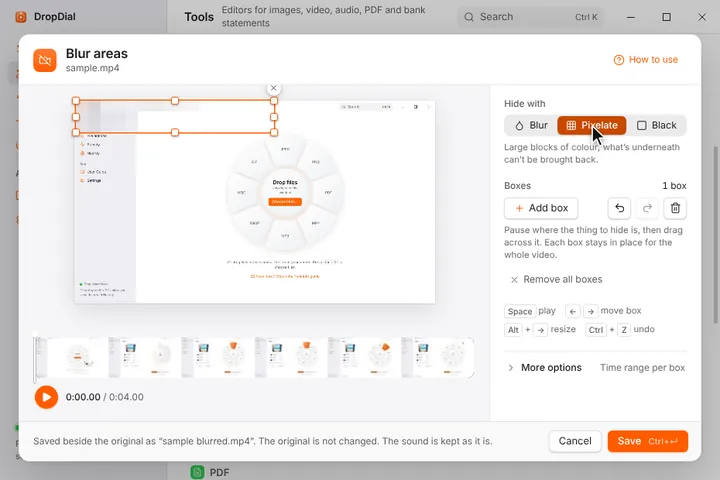 DropDial
Tools
Editors for images, video, audio, PDF and bank
statements
Search
Ctrl K
Blur areas
sample.mp4
How to use
Hide with
Blur
Pixelate
Black
Large blocks of colour, what's underneath
can't be brought back.
Boxes
1 box
Add box
Pause where the thing to hide is, then drag
across it. Each box stays in place for the
whole video.
Remove all boxes
Space play ← → move box
Alt + → resize Ctrl + Z undo
More options
Time range per box
Drop files
Settings
0:00.00 / 0:04.00
Saved beside the original as “sample blurred.mp4”. The original is not changed. The sound is kept as it is.
Cancel
Save Ctrl+↵
PDF